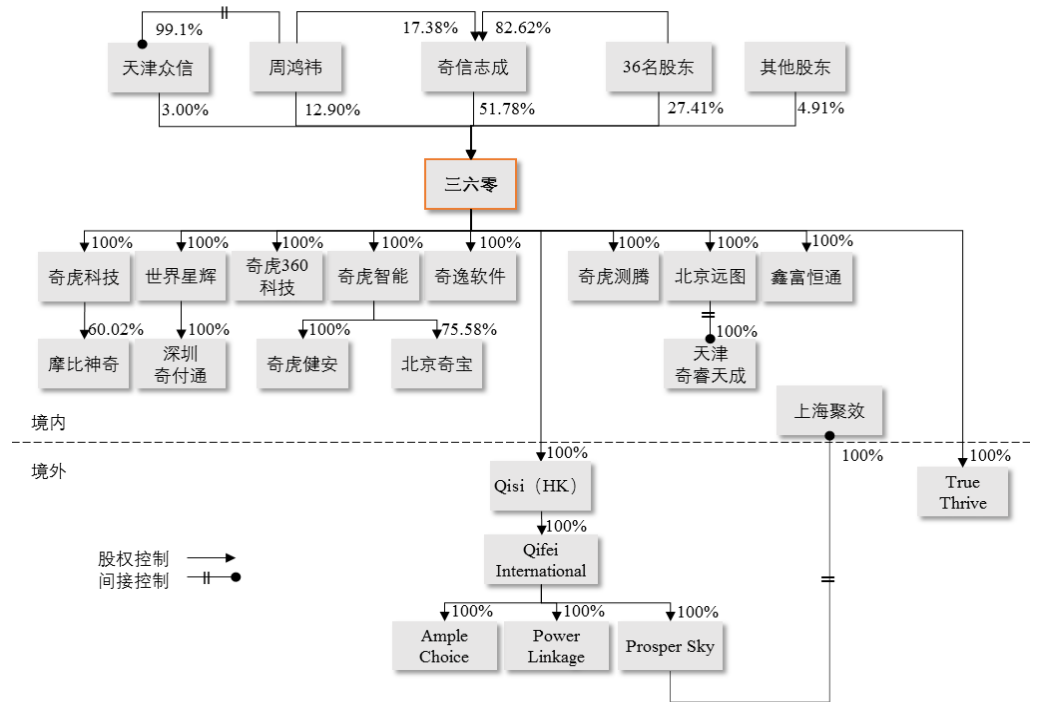 99.1%
17.38%
82.62%
天津众信
周鸿祎
奇信志成
36名股东
其他股东
3.00%
12.90%
51.78%
27.41%
4.91%
三六零
100%
100%
100%
100%
100%
100%
100%
100%
奇虎科技
世界星辉
奇虎360
科技
奇虎智能
奇逸软件
奇虎测腾
北京远图
鑫富恒通
60.02%
100%
100%
75.58%
100%
摩比神奇
深圳
奇付通
奇虎健安
北京奇宝
天津
奇睿天成
上海聚效
境内
境外
100%
100%
100%
Qisi（HK）
True
Thrive
100%
Qifei
International
股权控制
间接控制
100%
100%
100%
Ample
Choice
Power
Linkage
Prosper Sky